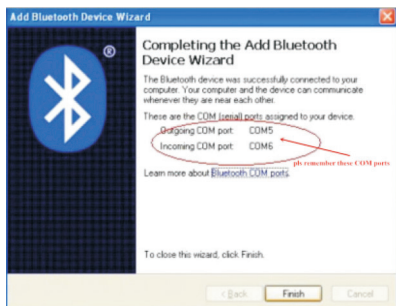 Add Bluetooth Device Wizard
®
Completing the Add Bluetooth
Device Wizard
The Bluetooth device was successfully connected to your
computer. Your computer and the device can communicate
whenever they are near each other.
These are the COM (serial) ports assigned to your device.
Outgoing COM port: COM5
Incoming COM port: COM6
pls remember these COM ports
Learn more about Bluetooth COM ports.
To close this wizard, click Finish.
< Back
Finish
Cancel